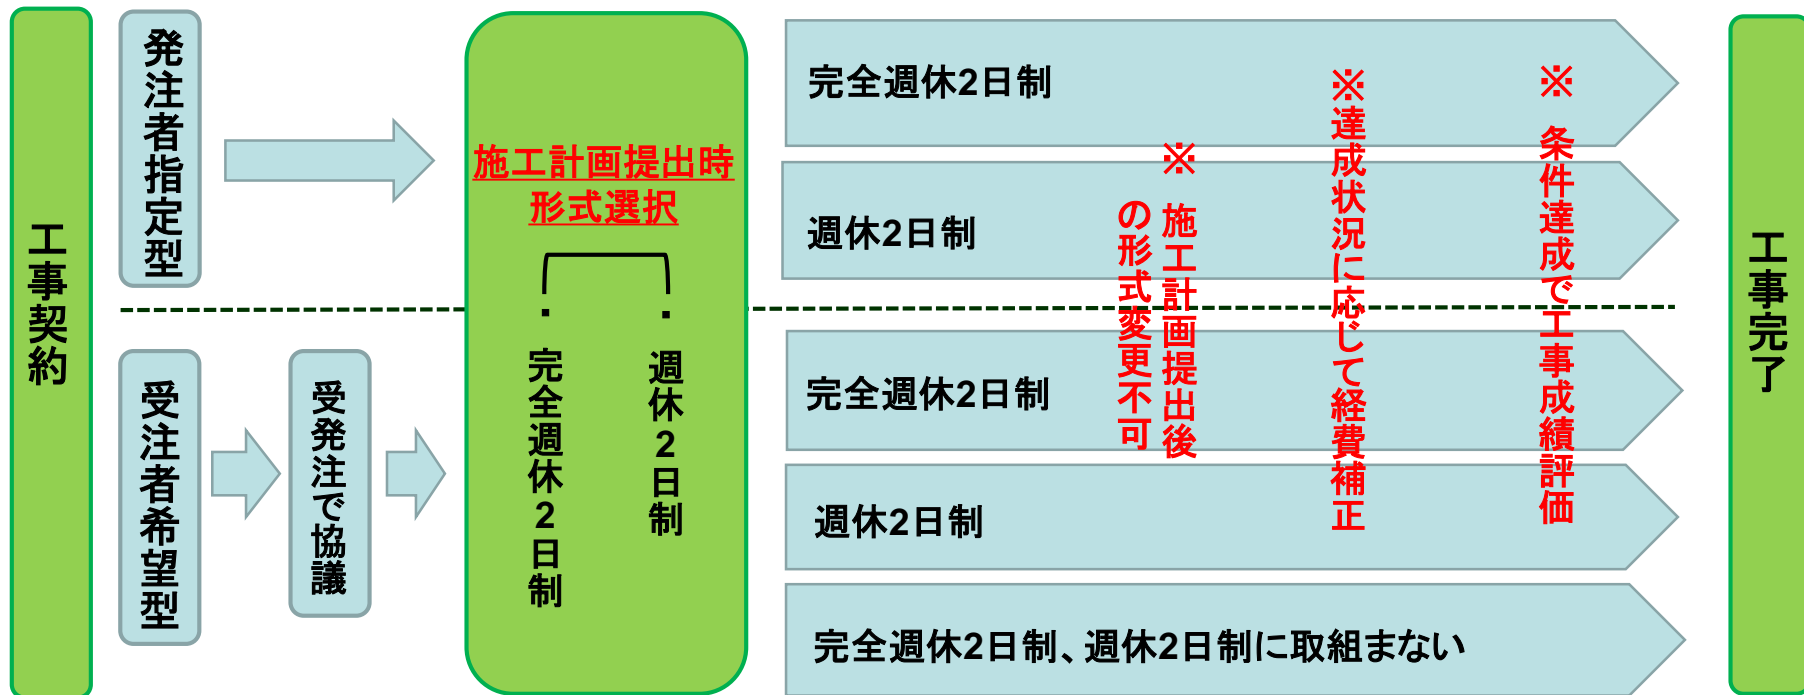 工事契約
発注者指定型
受注者希望型
受発注で協議
施工計画提出時
形式選択
・完全週休2日制
・週休2日制
完全週休2日制
週休2日制
完全週休2日制
週休2日制
完全週休2日制、週休2日制に取組まない
※ 施工計画提出後
の形式変更不可
※達成状況に応じて経費補正
※ 条件達成で工事成績評価
工事完了